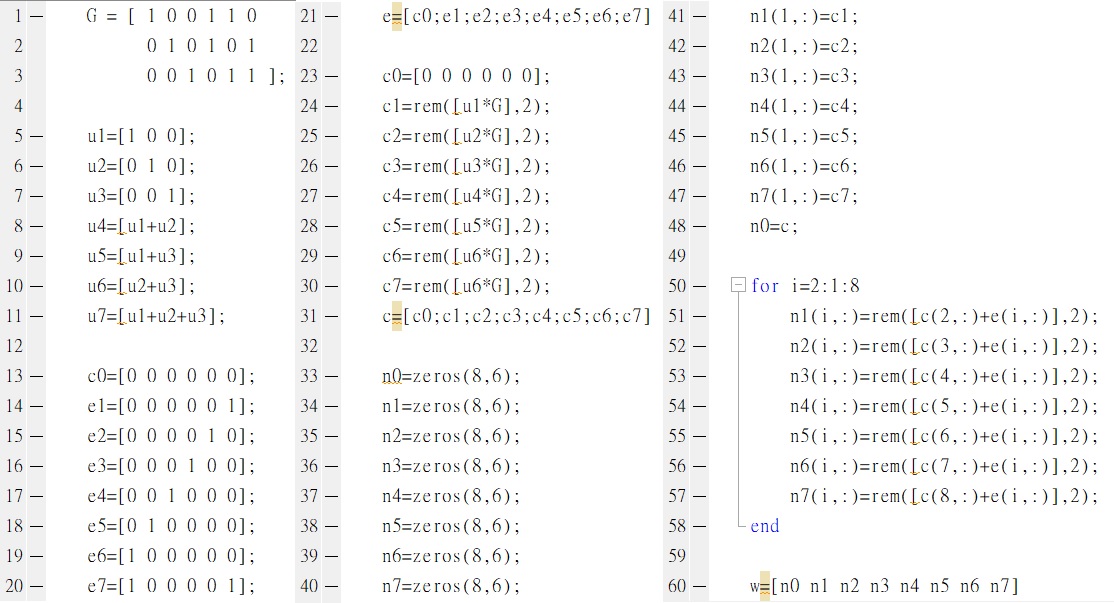 1 — G = [ 1 0 0 1 1 0
2 0 1 0 1 0 1
3 0 0 1 0 1 1 ];
4
5 — u1=[1 0 0];
6 — u2=[0 1 0];
7 — u3=[0 0 1];
8 — u4=[u1+u2];
9 — u5=[u1+u3];
10 — u6=[u2+u3];
11 — u7=[u1+u2+u3];
12
13 — c0=[0 0 0 0 0 0];
14 — e1=[0 0 0 0 0 1];
15 — e2=[0 0 0 0 1 0];
16 — e3=[0 0 0 1 0 0];
17 — e4=[0 0 1 0 0 0];
18 — e5=[0 1 0 0 0 0];
19 — e6=[1 0 0 0 0 0];
20 — e7=[1 0 0 0 0 1];
21 — e=[c0;e1;e2;e3;e4;e5;e6;e7]
22
23 — c0=[0 0 0 0 0 0];
24 — c1=rem([u1*G],2);
25 — c2=rem([u2*G],2);
26 — c3=rem([u3*G],2);
27 — c4=rem([u4*G],2);
28 — c5=rem([u5*G],2);
29 — c6=rem([u6*G],2);
30 — c7=rem([u6*G],2);
31 — c=[c0;c1;c2;c3;c4;c5;c6;c7]
32
33 — n0=zeros(8,6);
34 — n1=zeros(8,6);
35 — n2=zeros(8,6);
36 — n3=zeros(8,6);
37 — n4=zeros(8,6);
38 — n5=zeros(8,6);
39 — n6=zeros(8,6);
40 — n7=zeros(8,6);
41 — n1(1,:)=c1;
42 — n2(1,:)=c2;
43 — n3(1,:)=c3;
44 — n4(1,:)=c4;
45 — n5(1,:)=c5;
46 — n6(1,:)=c6;
47 — n7(1,:)=c7;
48 — n0=c;
49
50 — for i=2:1:8
51 — n1(i,:)=rem([c(2,:)+e(i,:)],2);
52 — n2(i,:)=rem([c(3,:)+e(i,:)],2);
53 — n3(i,:)=rem([c(4,:)+e(i,:)],2);
54 — n4(i,:)=rem([c(5,:)+e(i,:)],2);
55 — n5(i,:)=rem([c(6,:)+e(i,:)],2);
56 — n6(i,:)=rem([c(7,:)+e(i,:)],2);
57 — n7(i,:)=rem([c(8,:)+e(i,:)],2);
58 — end
59
60 — w=[n0 n1 n2 n3 n4 n5 n6 n7]